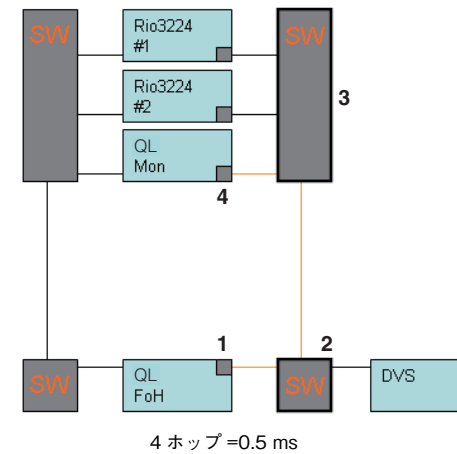 SW
Rio3224
#1
SW
Rio3224
#2
3
QL
Mon
4
1
2
SW
QL
FoH
SW
DVS
4 ホップ =0.5 ms